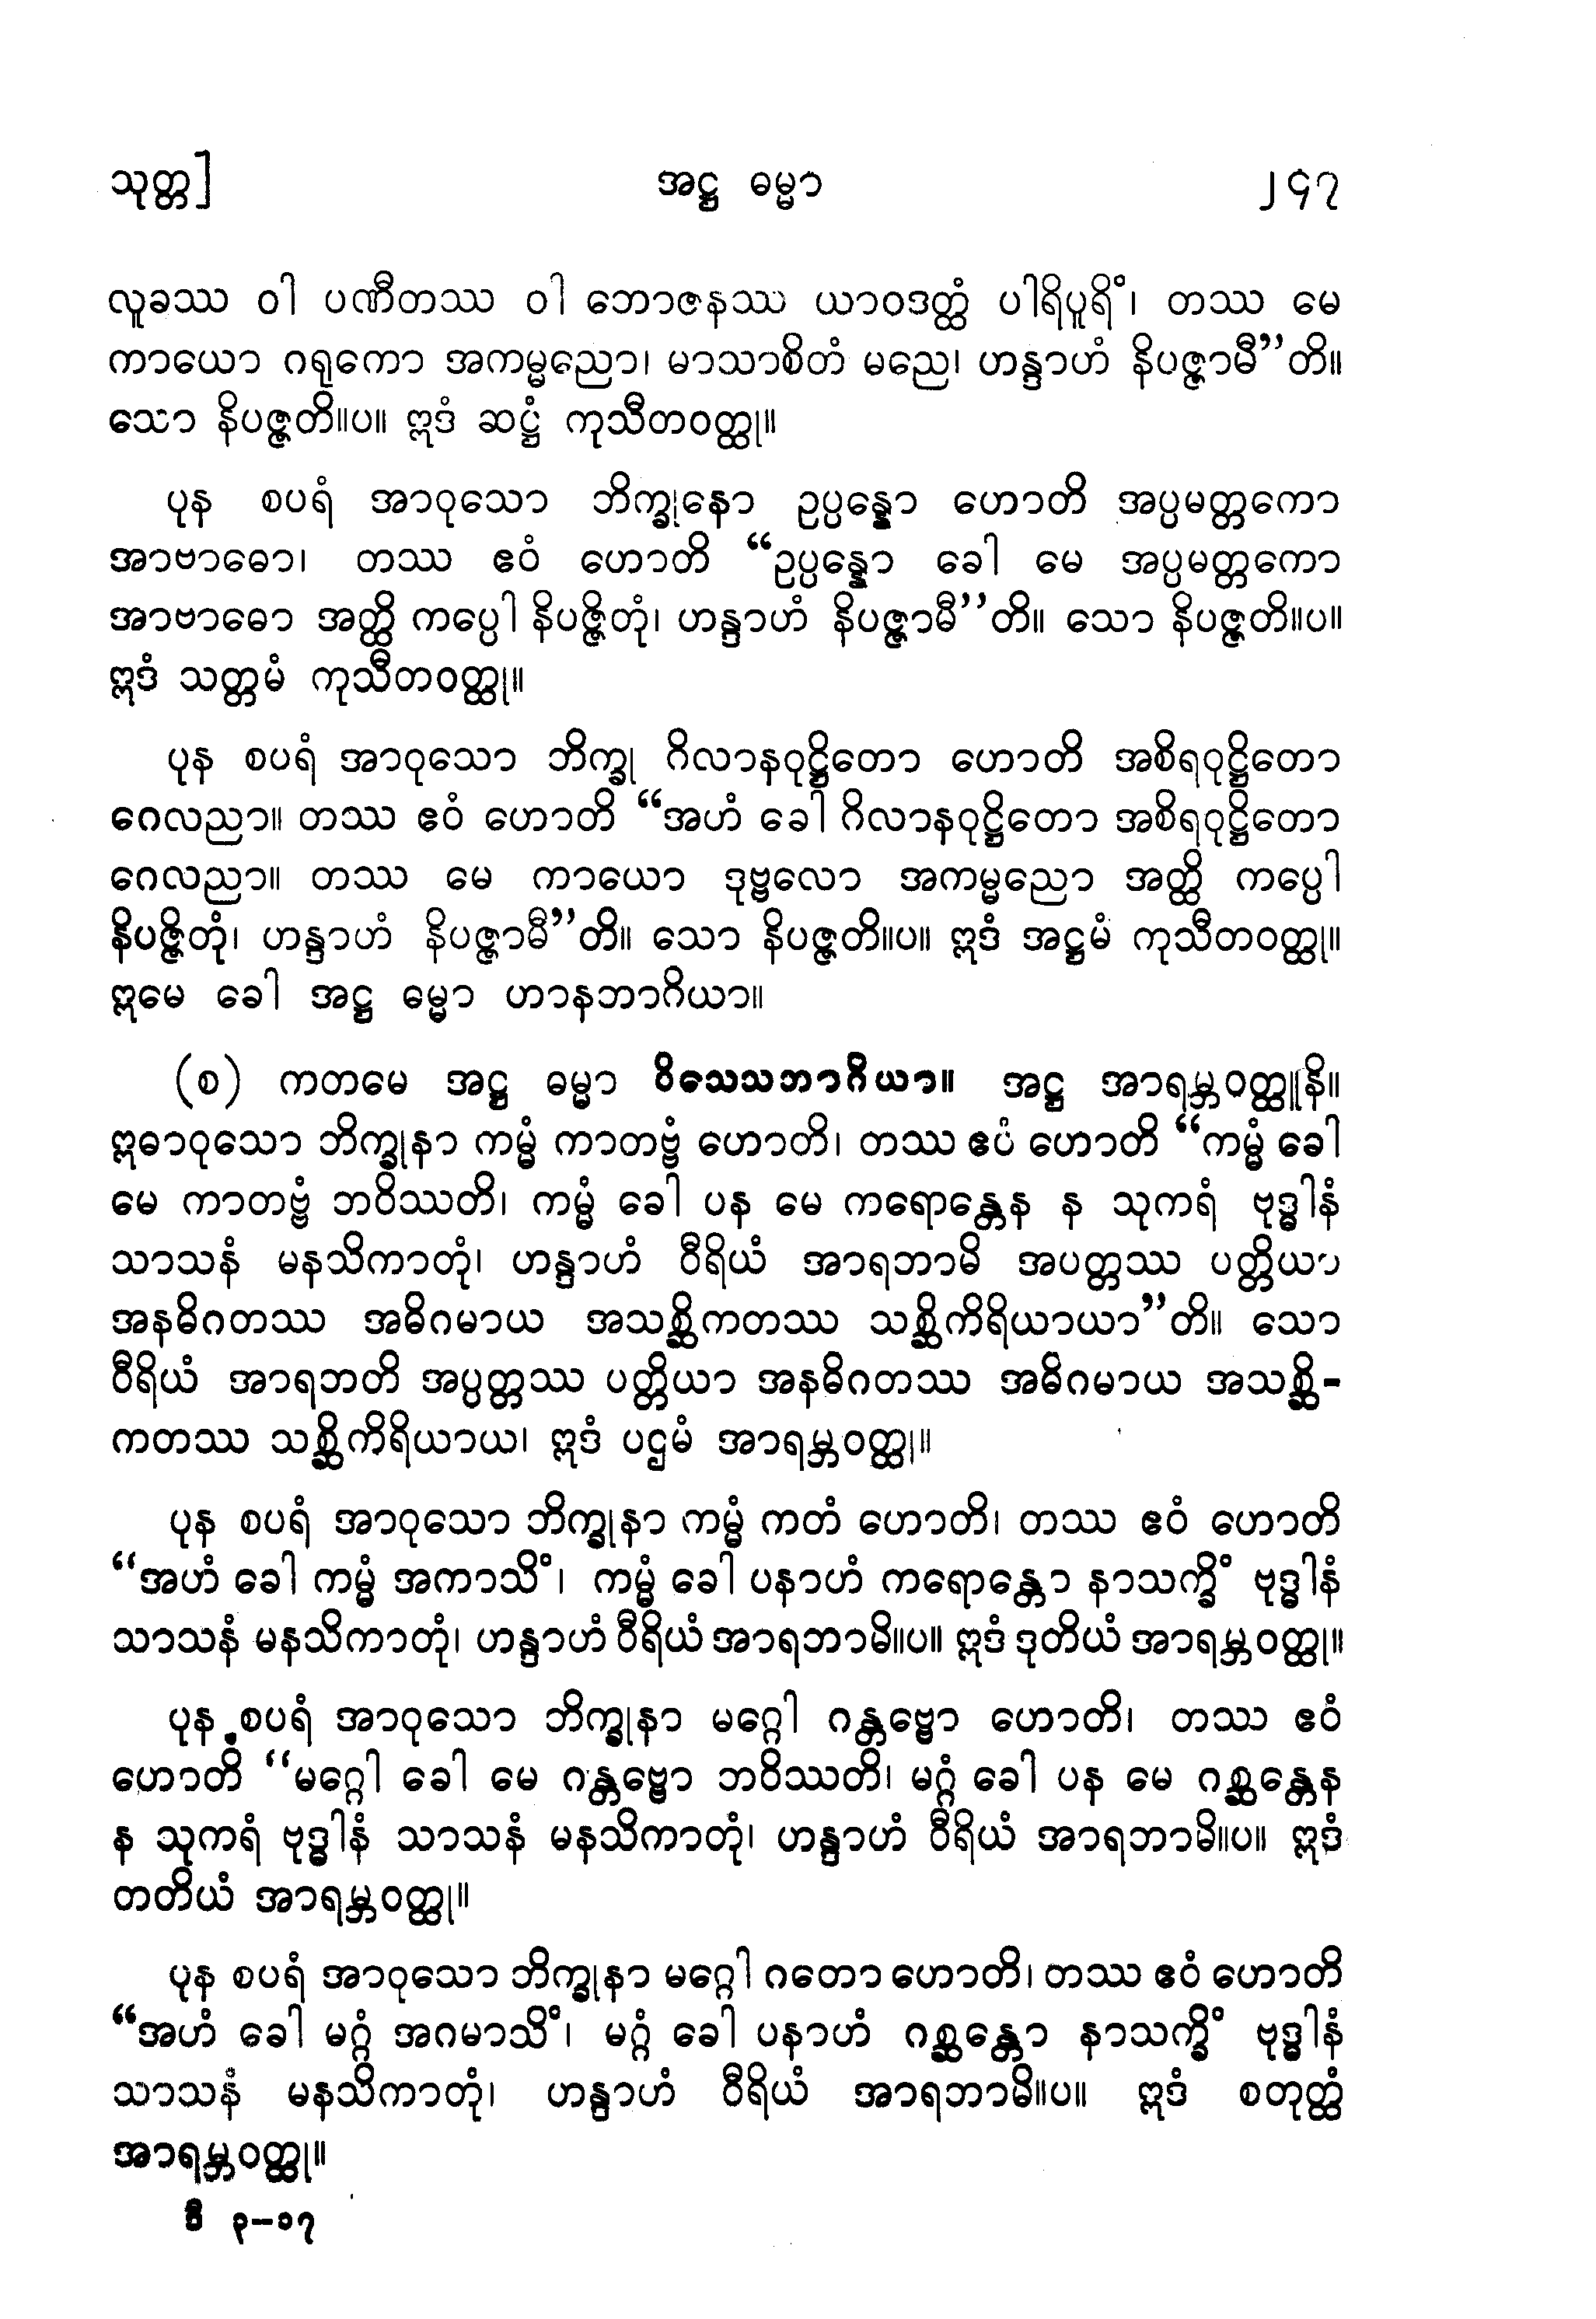 သုတ္တ] အဋ္ဌ ဓမ္မာ ၂၄၇
လူခဿ ဝါ ပဏီတဿ ဝါ ဘောဇနဿ ယာဝဒတ္ထံ ပါရိပူရိံ၊ တဿ မေ
ကာယော ဂရုကော အကမ္မညော၊ မာသာစိတံ မညေ၊ ဟန္ဒာဟံ နိပဇ္ဇာမီ”တိ။
သော နိပဇ္ဇတိ။ပ။ ဣဒံ ဆဋ္ဌံ ကုသီတဝတ္ထု။
ပုန စပရံ အာဝုသော ဘိက္ခုနော ဥပ္ပန္နော ဟောတိ အပ္ပမတ္တကော
အာဗာဓော၊ တဿ ဧဝံ ဟောတိ “ဥပ္ပန္နော ခေါ မေ အပ္ပမတ္တကော
အာဗာဓော အတ္ထိ ကပ္ပေါ နိပဇ္ဇိတုံ၊ ဟန္ဒာဟံ နိပဇ္ဇာမီ”တိ။ သော နိပဇ္ဇတိ။ပ။
ဣဒံ သတ္တမံ ကုသီတဝတ္ထု။
ပုန စပရံ အာဝုသော ဘိက္ခု ဂိလာနဝုဋ္ဌိတော ဟောတိ အစိရဝုဋ္ဌိတော
ဂေလညာ။ တဿ ဧဝံ ဟောတိ “အဟံ ခေါ ဂိလာနဝုဋ္ဌိတော အစိရဝုဋ္ဌိတော
ဂေလညာ။ တဿ မေ ကာယော ဒုဗ္ဗလော အကမ္မညော အတ္ထိ ကပ္ပေါ
နိပဇ္ဇိတုံ၊ ဟန္ဒာဟံ နိပဇ္ဇာမီ”တိ။ သော နိပဇ္ဇတိ။ပ။ ဣဒံ အဋ္ဌမံ ကုသီတဝတ္ထု။
ဣမေ ခေါ အဋ္ဌ ဓမ္မာ ဟာနဘာဂိယာ။
(စ) ကတမေ အဋ္ဌ ဓမ္မာ ဝိသေသဘာဂိယာ။ အဋ္ဌ အာရမ္ဘဝတ္ထူနိ။
ဣဓာဝုသော ဘိက္ခုနာ ကမ္မံ ကာတဗ္ဗံ ဟောတိ၊ တဿ ဧပံ ဟောတိ “ကမ္မံ ခေါ
မေ ကာတဗ္ဗံ ဘဝိဿတိ၊ ကမ္မံ ခေါ ပန မေ ကရောန္တေန န သုကရံ ဗုဒ္ဓါနံ
သာသနံ မနသိကာတုံ၊ ဟန္ဒာဟံ ဝီရိယံ အာရဘာမိ အပတ္တဿ ပတ္တိယာ
အနဓိဂတဿ အဓိဂမာယ အသစ္ဆိကတဿ သစ္ဆိကိရိယာယာ”တိ။ သော
ဝီရိယံ အာရဘတိ အပ္ပတ္တဿ ပတ္တိယာ အနဓိဂတဿ အဓိဂမာယ အသစ္ဆိ-
ကတဿ သစ္ဆိကိရိယာယ၊ ဣဒံ ပဌမံ အာရမ္ဘဝတ္ထု။
ပုန စပရံ အာဝုသော ဘိက္ခုနာ ကမ္မံ ကတံ ဟောတိ၊ တဿ ဧဝံ ဟောတိ
“အဟံ ခေါ ကမ္မံ အကာသိံ၊ ကမ္မံ ခေါ ပနာဟံ ကရောန္တော နာသက္ခိံ ဗုဒ္ဓါနံ
သာသနံ မနသိကာတုံ၊ ဟန္ဒာဟံ ဝီရိယံ အာရဘာမိ။ပ။ ဣဒံ ဒုတိယံ အာရမ္ဘဝတ္ထု။
ပုန စပရံ အာဝုသော ဘိက္ခုနာ မဂ္ဂေါ ဂန္တဗ္ဗော ဟောတိ၊ တဿ ဧဝံ
ဟောတိ “မဂ္ဂေါ ခေါ မေ ဂန္တဗ္ဗော ဘဝိဿတိ၊ မဂ္ဂံ ခေါ ပန မေ ဂစ္ဆန္တေန
န သုကရံ ဗုဒ္ဓါနံ သာသနံ မနသိကာတုံ၊ ဟန္ဒာဟံ ဝီရိယံ အာရဘာမိ။ပ။ ဣဒံ
တတိယံ အာရမ္ဘဝတ္ထု။
ပုန စပရံ အာဝုသော ဘိက္ခုနာ မဂ္ဂေါ ဂတော ဟောတိ၊ တဿ ဧဝံ ဟောတိ
“အဟံ ခေါ မဂ္ဂံ အဂမာသိံ၊ မဂ္ဂံ ခေါ ပနာဟံ ဂစ္ဆန္တော နာသက္ခိံ ဗုဒ္ဓါနံ
သာသနံ မနသိကာတုံ၊ ဟန္ဒာဟံ ဝီရိယံ အာရဘာမိ။ပ။ ဣဒံ စတုတ္ထံ
အာရမ္ဘဝတ္ထု။
ဒီ ၃–၁၇